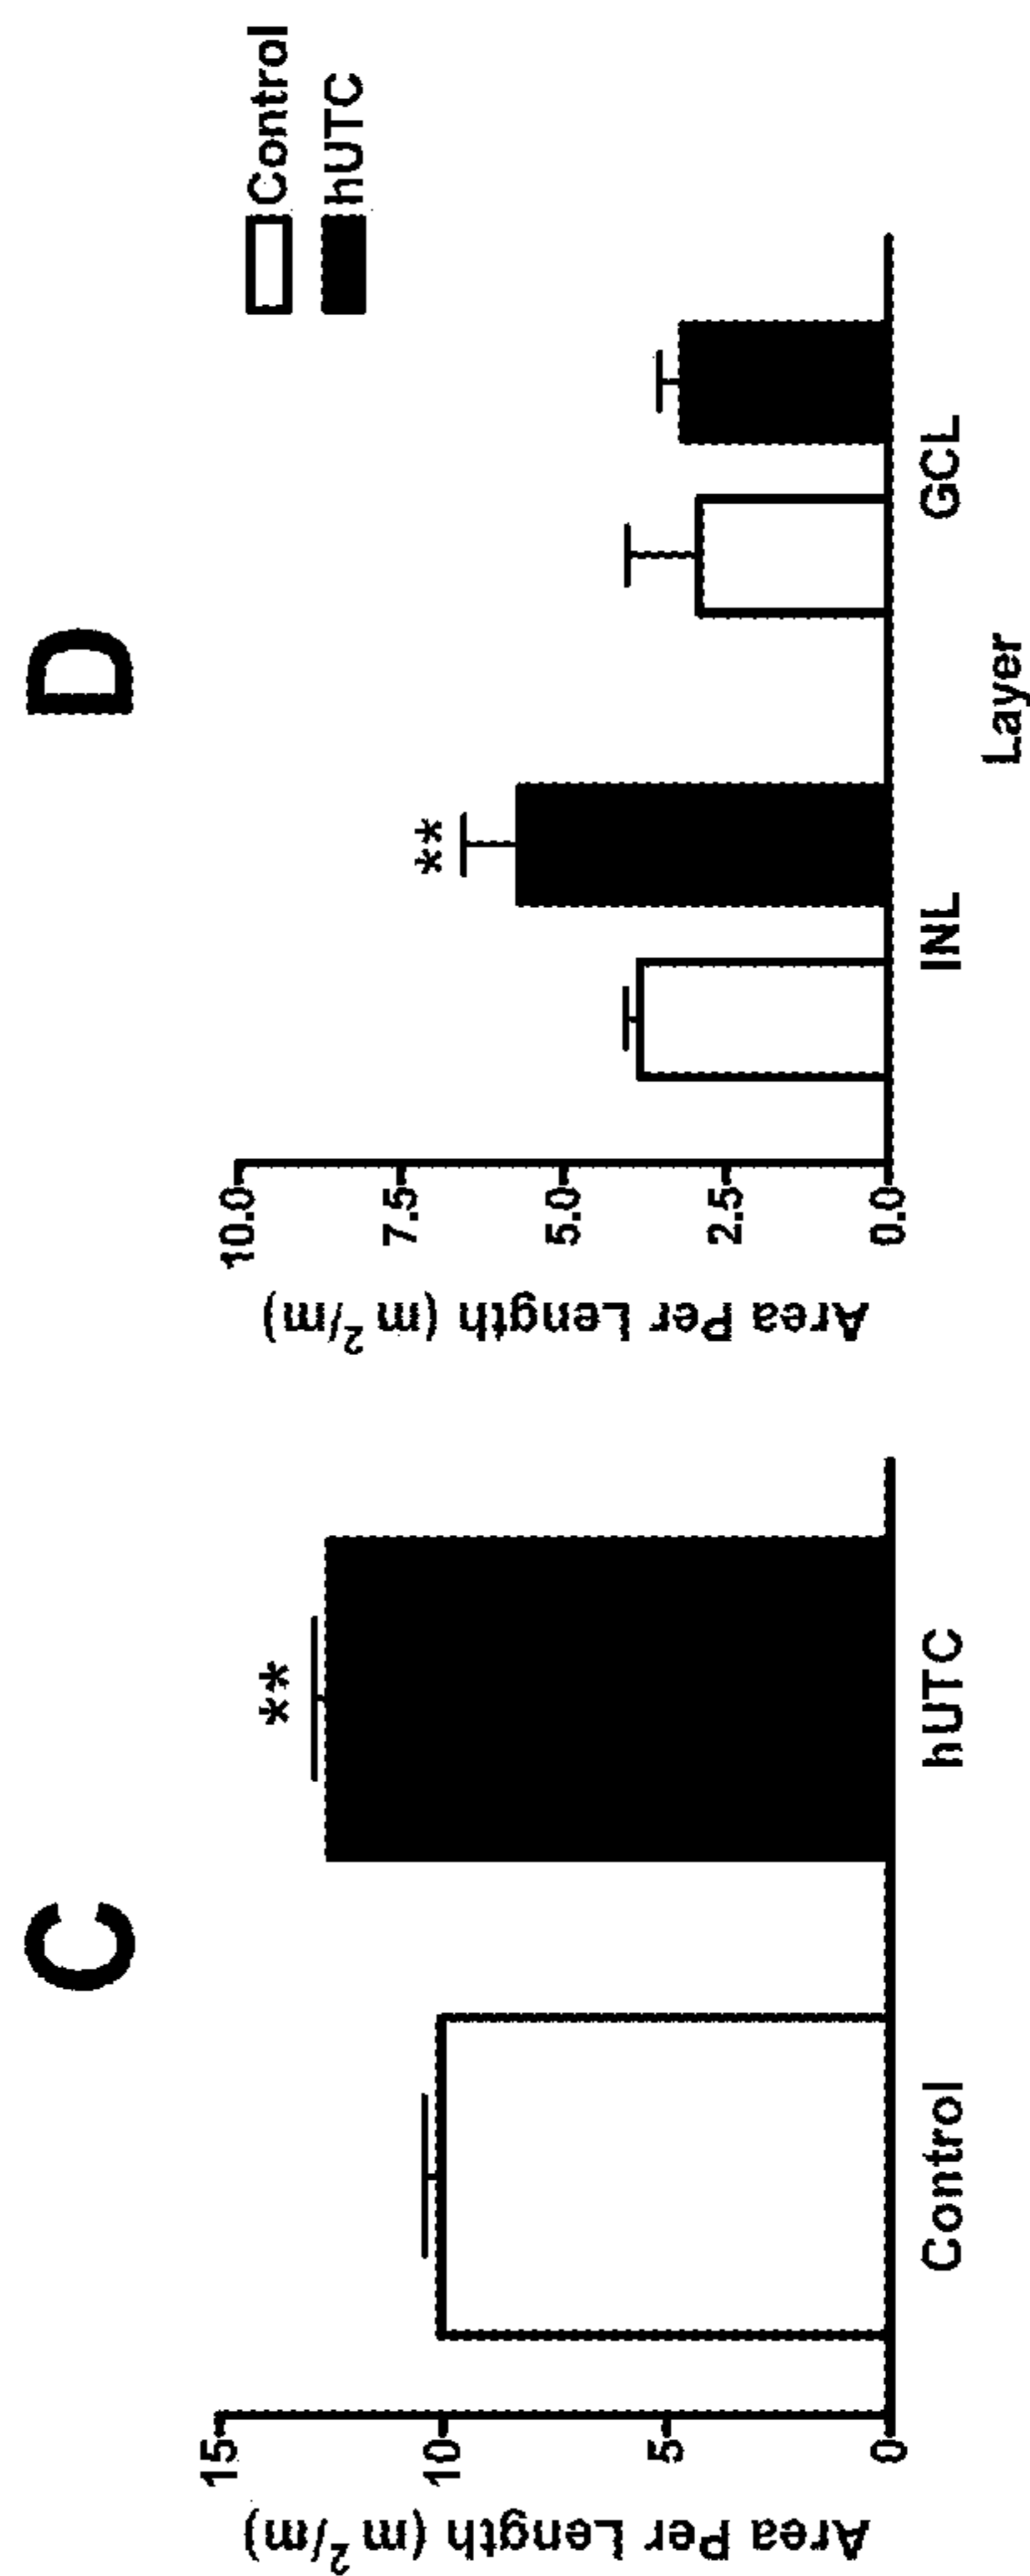 C
Area Per Length (m²/m)
15
10
5
0
**
Control
hUTC
D
Area Per Length (m²/m)
10.0
7.5
5.0
2.5
0.0
**
INL
GCL
Layer
Control
hUTC